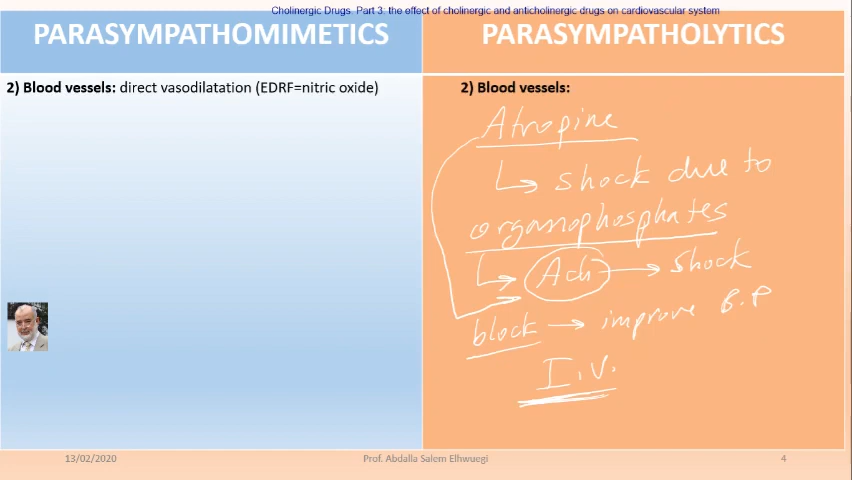 Cholinergic Drugs. Part 3: the effect of cholinergic and anticholinergic drugs on cardiovascular system
PARASYMPATHOMIMETICS
2) Blood vessels: direct vasodilatation (EDRF=nitric oxide)
PARASYMPATHOLYTICS
2) Blood vessels:
Atropine
shock due to
organophosphates
Ach → shock
block → improve B.P
I.V.
13/02/2020
Prof. Abdalla Salem Elhwuegi
4